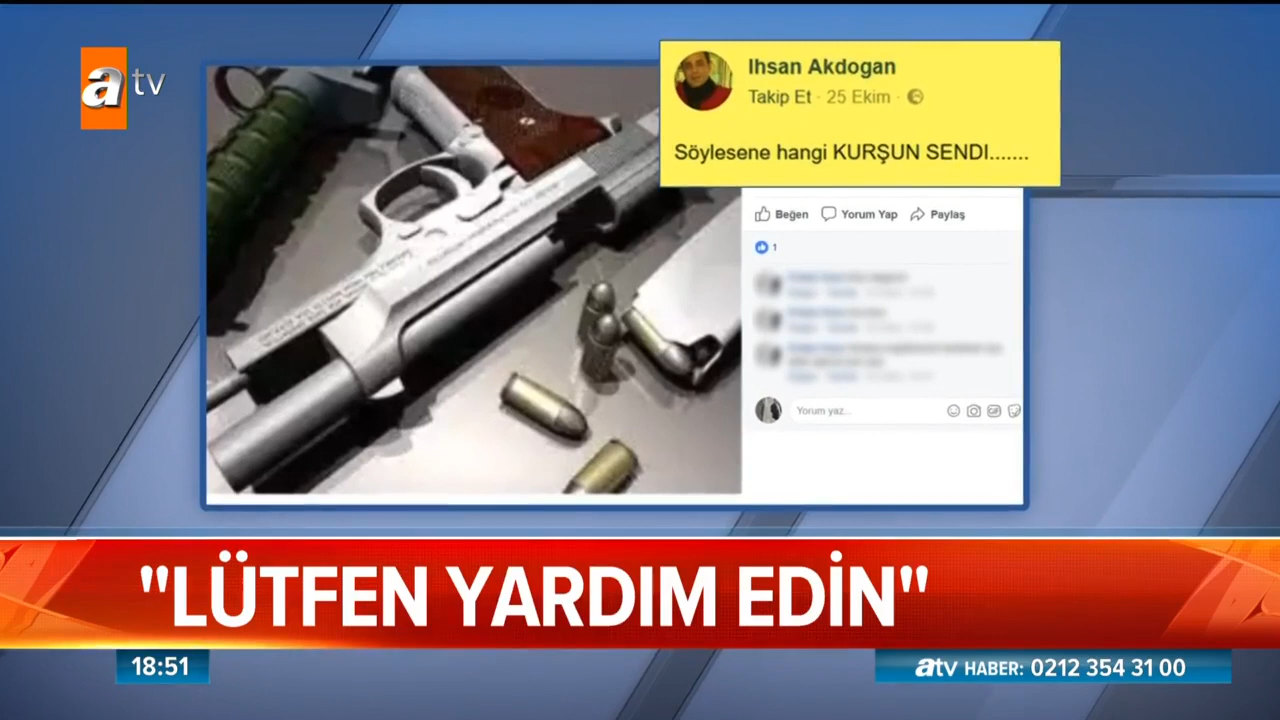 atv
Ihsan Akdogan
Takip Et · 25 Ekim ·
Söylesene hangi KURŞUN SENDI.......
Beğen Yorum Yap Paylaş
1
Yorum yaz...
GIF
"LÜTFEN YARDIM EDİN"
18:51
atv HABER: 0212 354 31 00